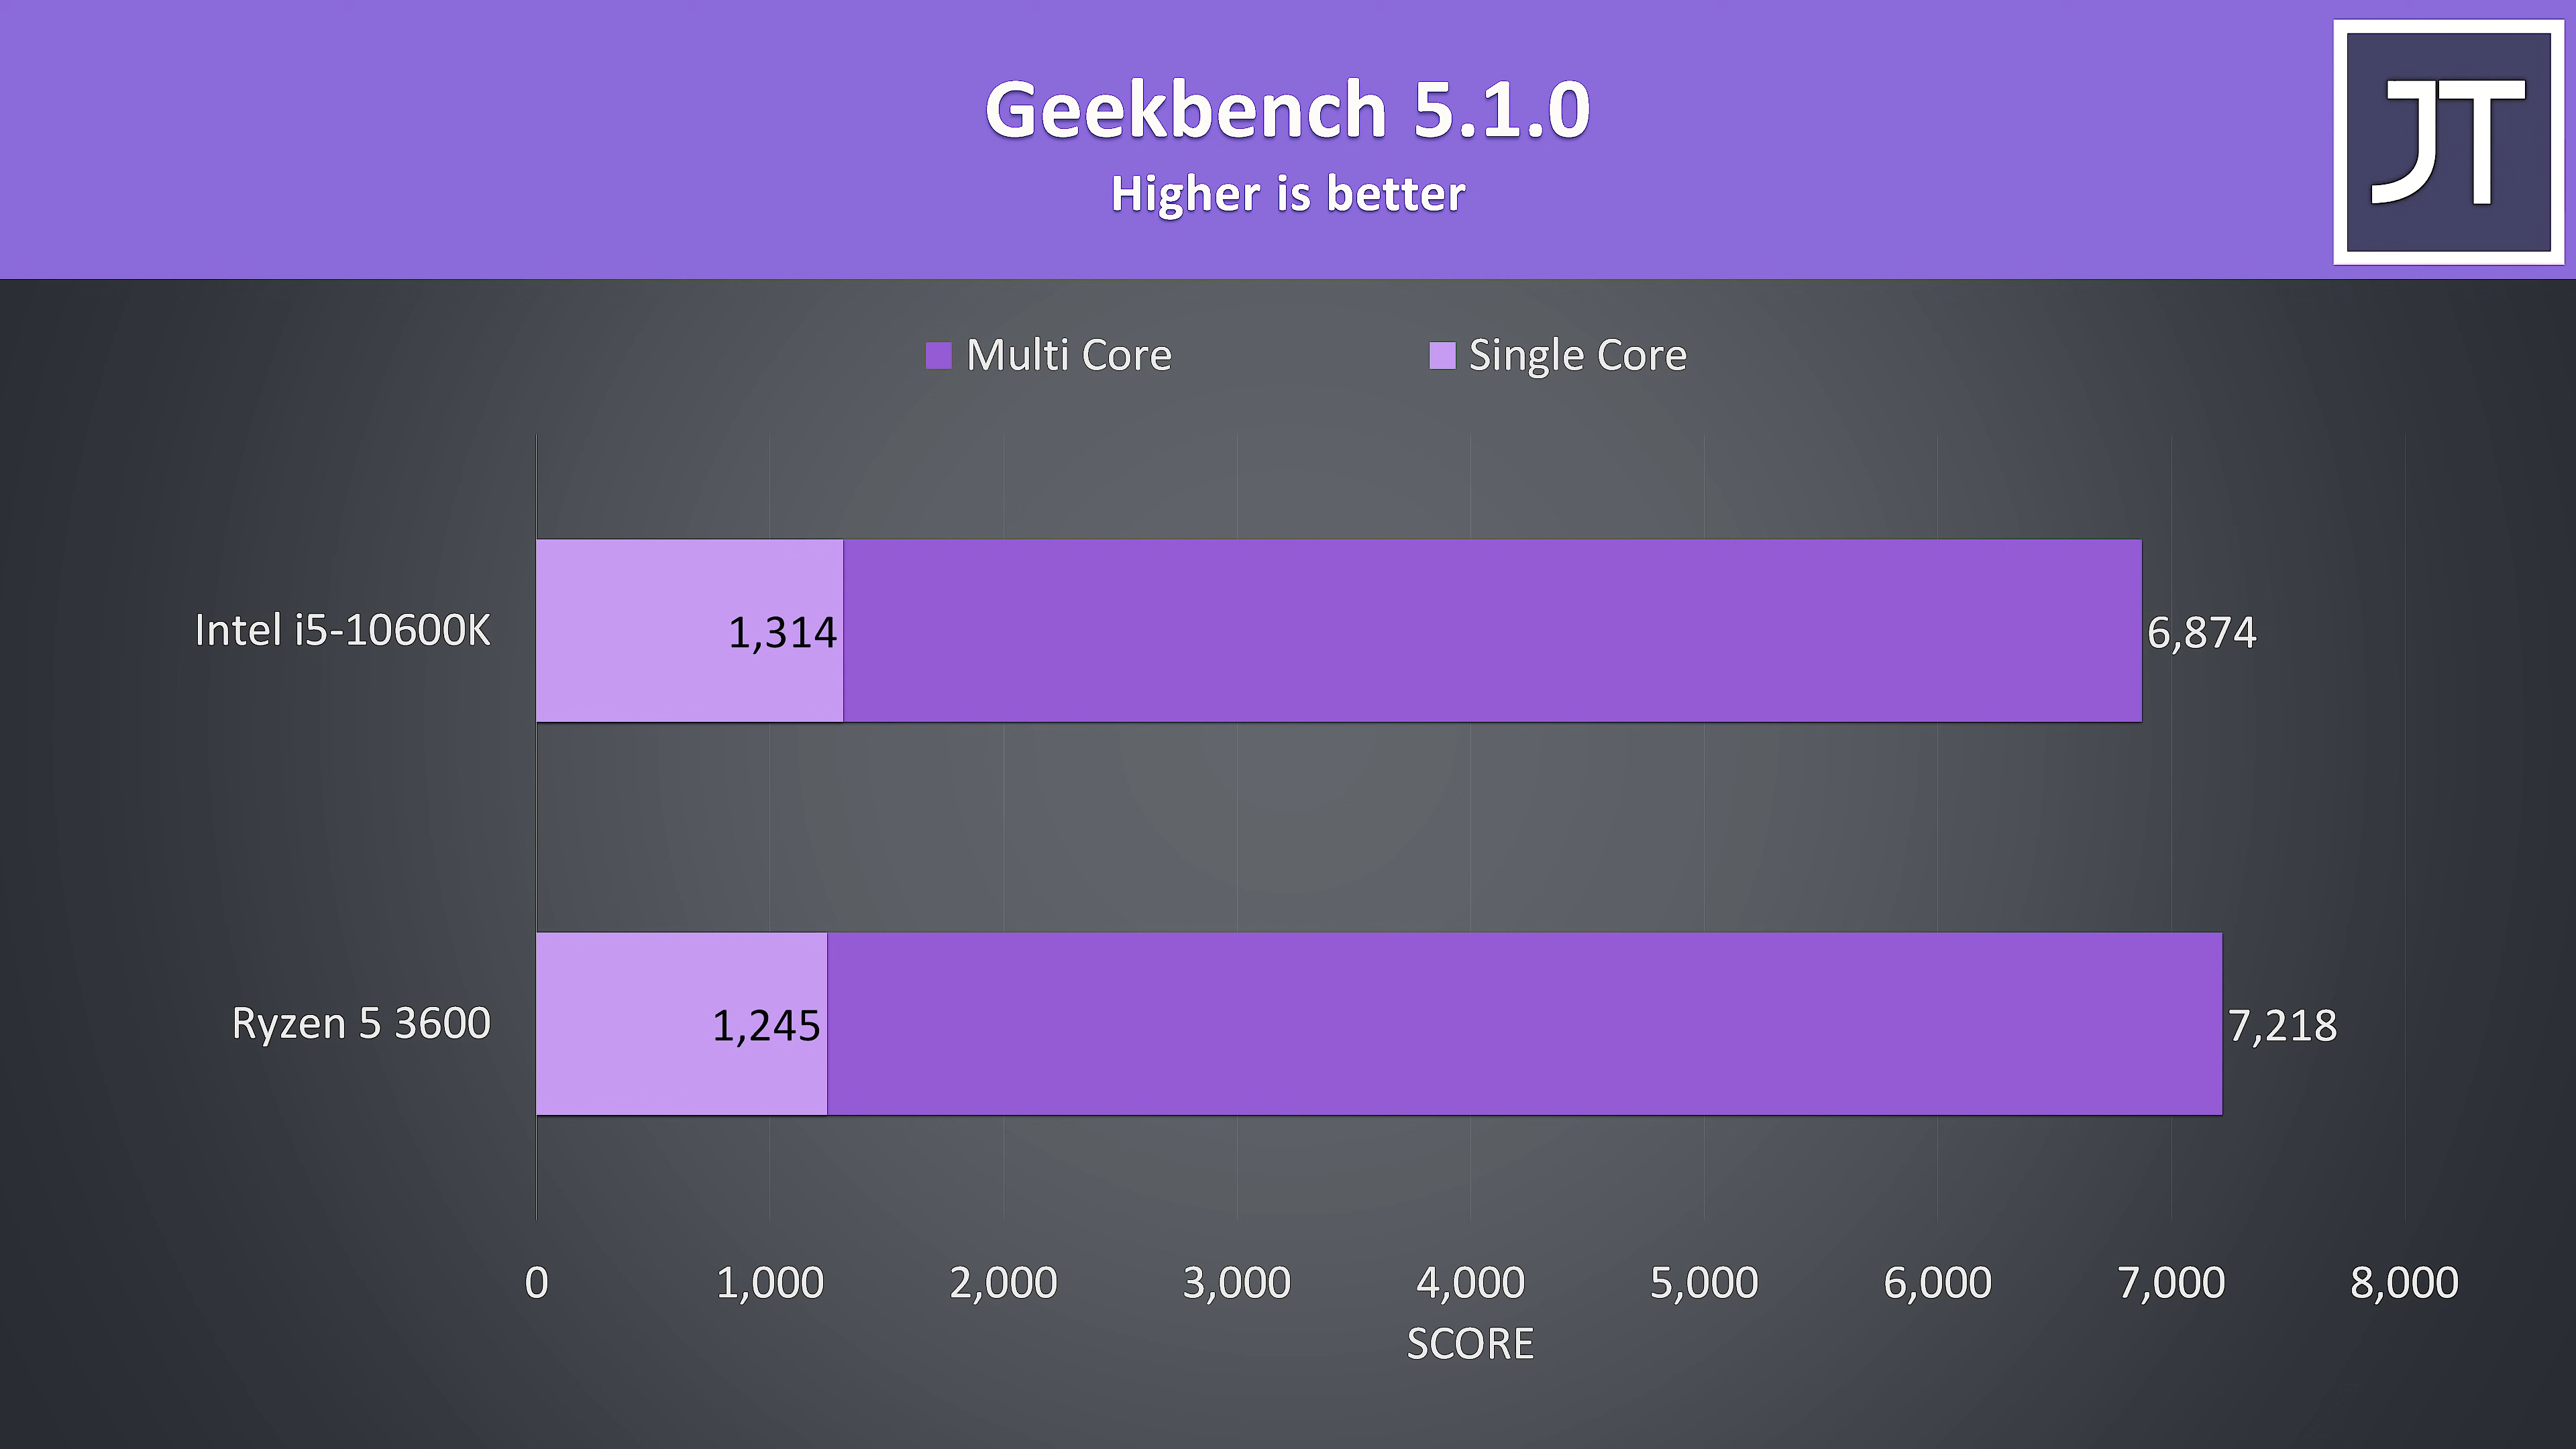 Geekbench 5.1.0
Higher is better
JT
Multi Core
Single Core
Intel i5-10600K
1,314
6,874
Ryzen 5 3600
1,245
7,218
0
1,000
2,000
3,000
4,000
5,000
6,000
7,000
8,000
SCORE